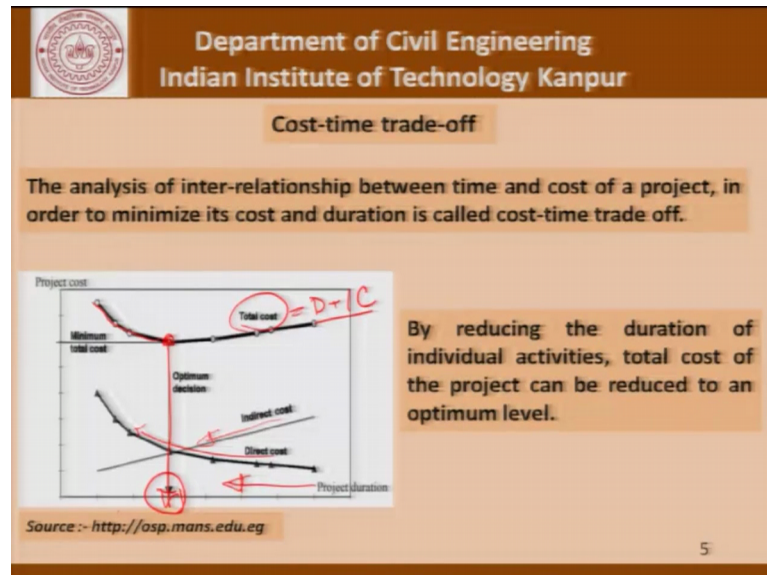 Department of Civil Engineering
Indian Institute of Technology Kanpur
Cost-time trade-off
The analysis of inter-relationship between time and cost of a project, in
order to minimize its cost and duration is called cost-time trade off.
Project cost
Total cost = D+IC
Minimum
total cost
Optimum
decision
Indirect cost
Direct cost
Project duration
By reducing the duration of
individual activities, total cost of
the project can be reduced to an
optimum level.
Source :- http://osp.mans.edu.eg
5